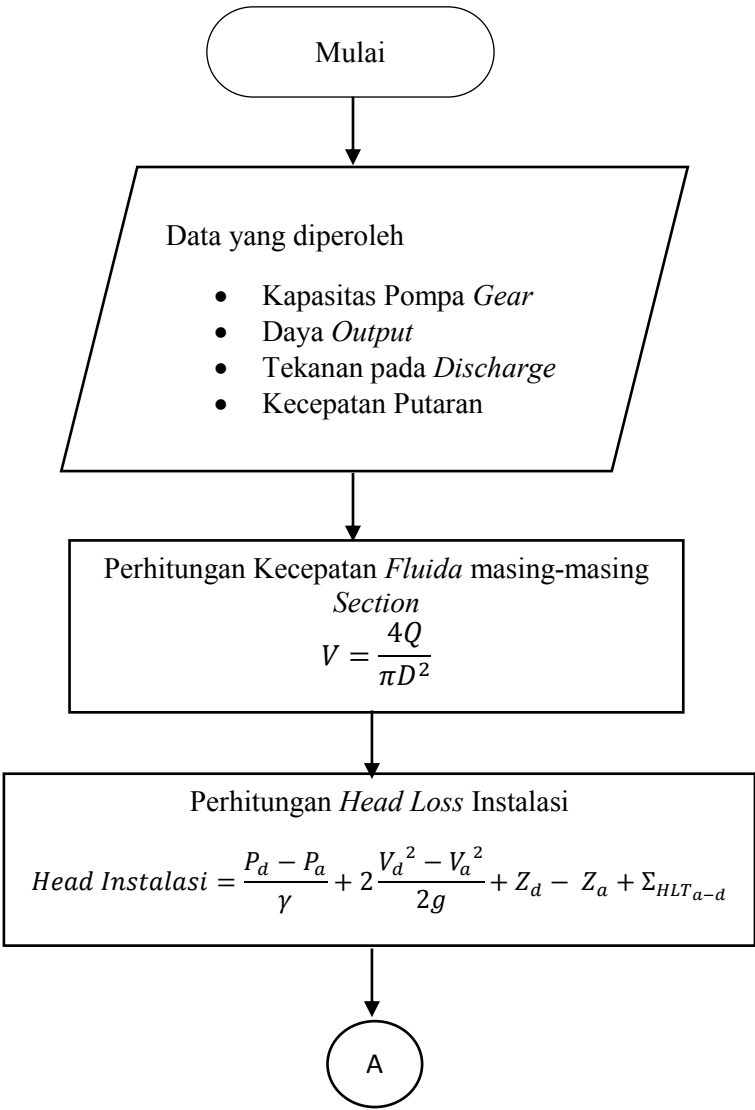 Mulai
Data yang diperoleh
• Kapasitas Pompa Gear
• Daya Output
• Tekanan pada Discharge
• Kecepatan Putaran
Perhitungan Kecepatan Fluida masing-masing
Section
V = 4Q / πD²
Perhitungan Head Loss Instalasi
Head Instalasi = (P_d − P_a)/γ + 2 (V_d² − V_a²)/2g + Z_d − Z_a + Σ_HLT_a−d
A